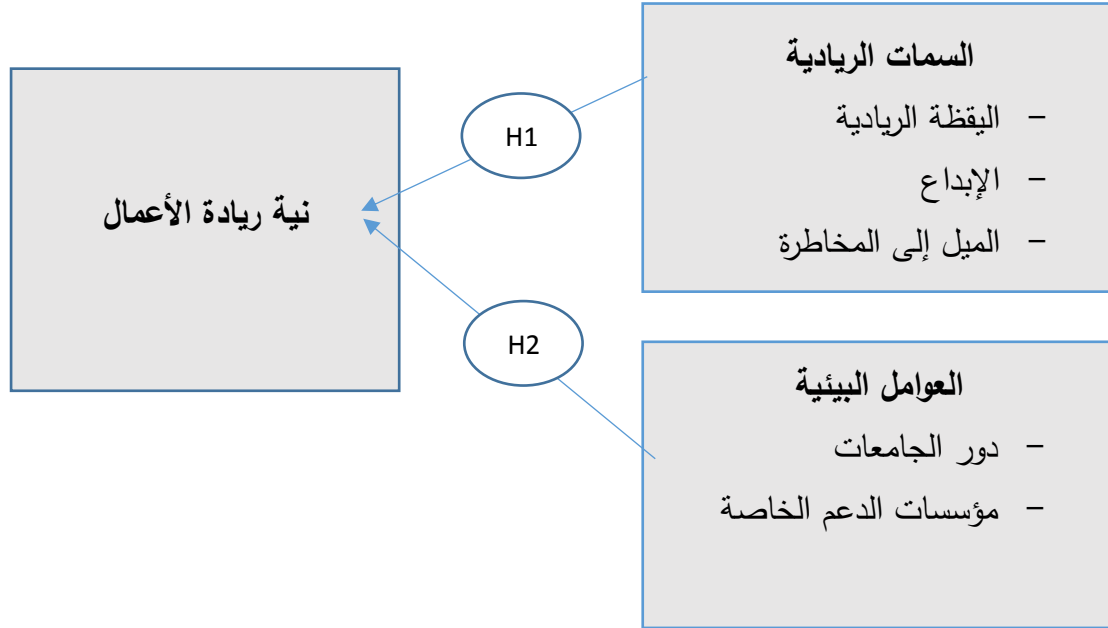 السمات الريادية
- اليقظة الريادية
- الإبداع
- الميل إلى المخاطرة
H1
نية ريادة الأعمال
H2
العوامل البيئية
- دور الجامعات
- مؤسسات الدعم الخاصة